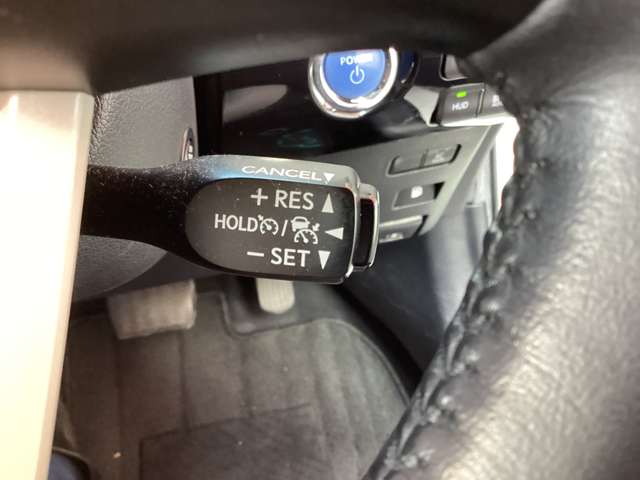 POWER
HUD
CANCEL▼
+ RES ▲
HOLD / ◀
− SET ▼